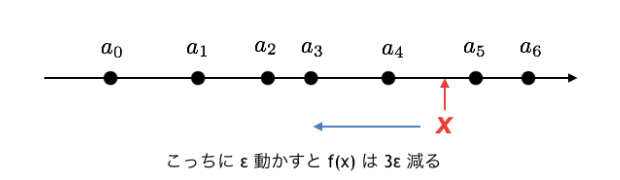 a₀ a₁ a₂ a₃ a₄ a₅ a₆
x
こっちに ε 動かすと f(x) は 3ε 減る